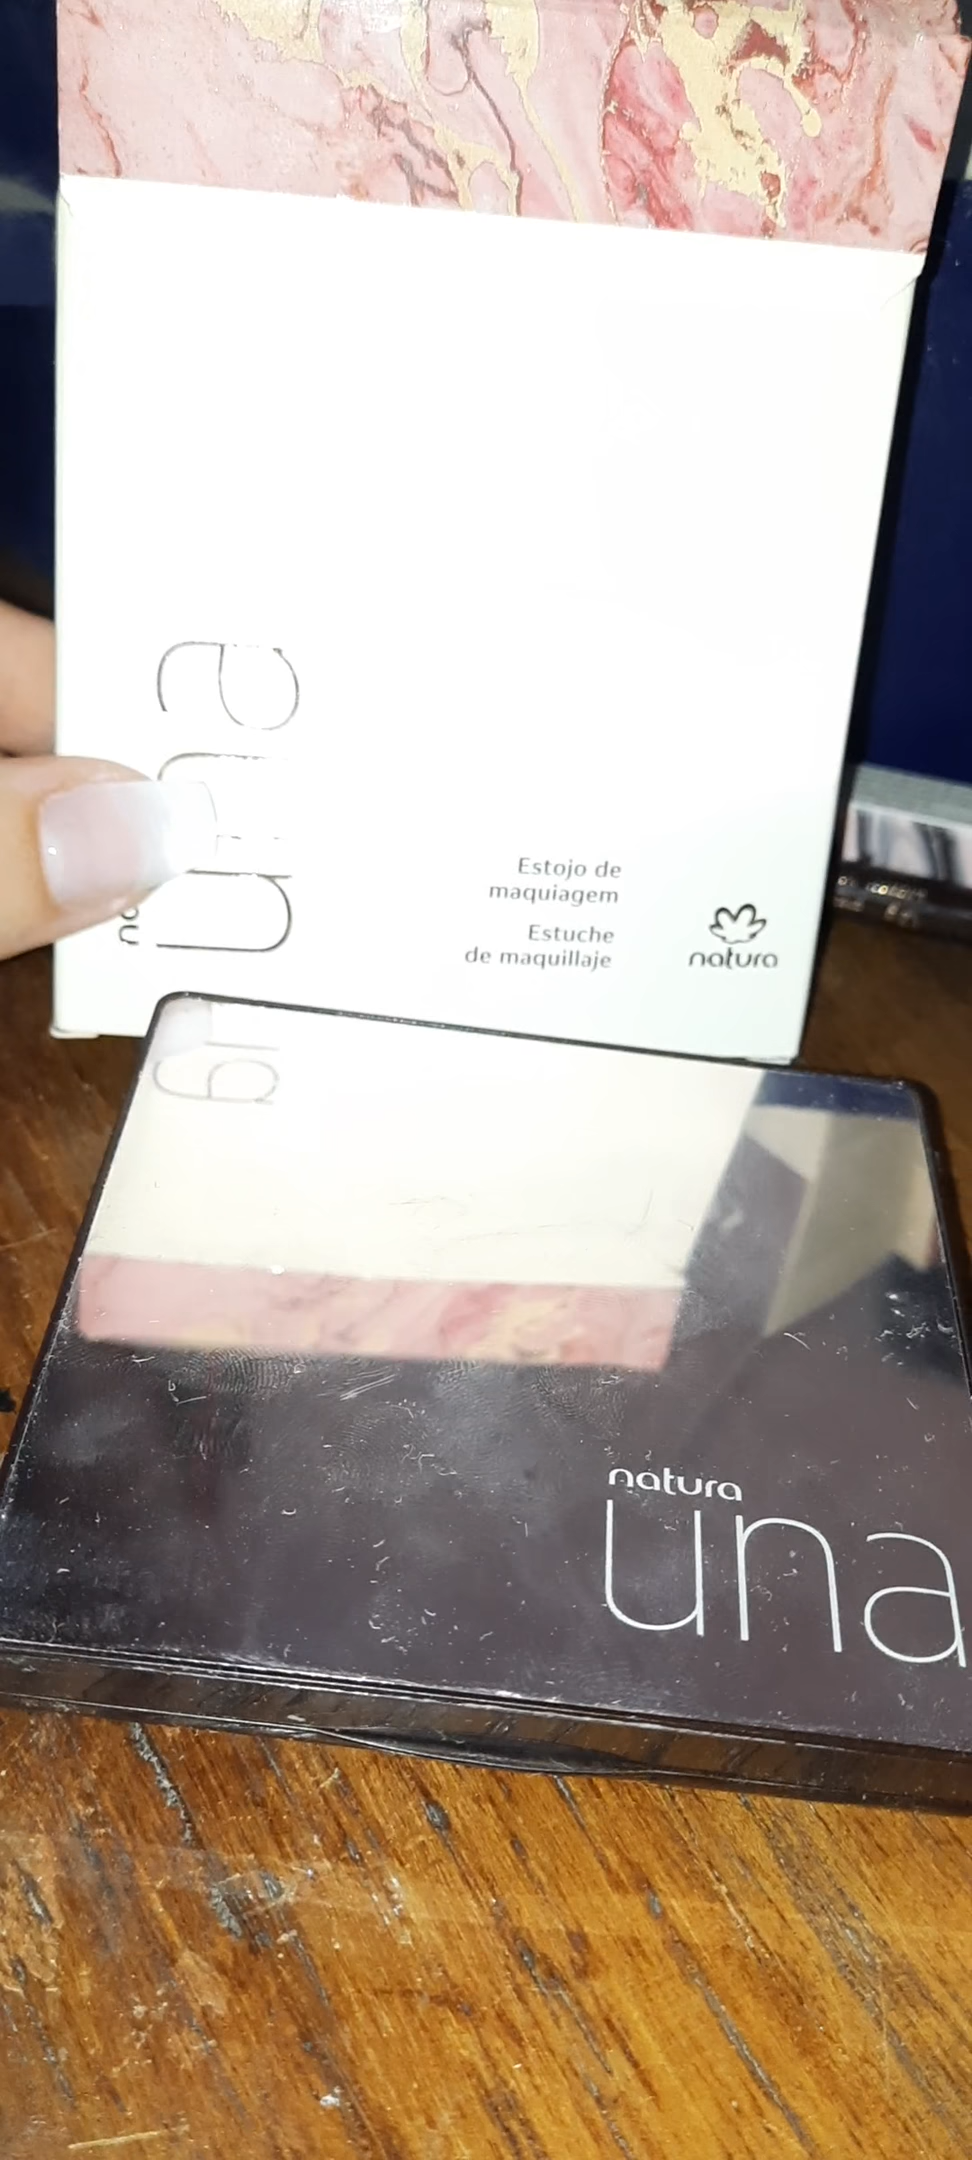 una
Estojo de
maquiagem
Estuche
de maquillaje
natura
natura
una